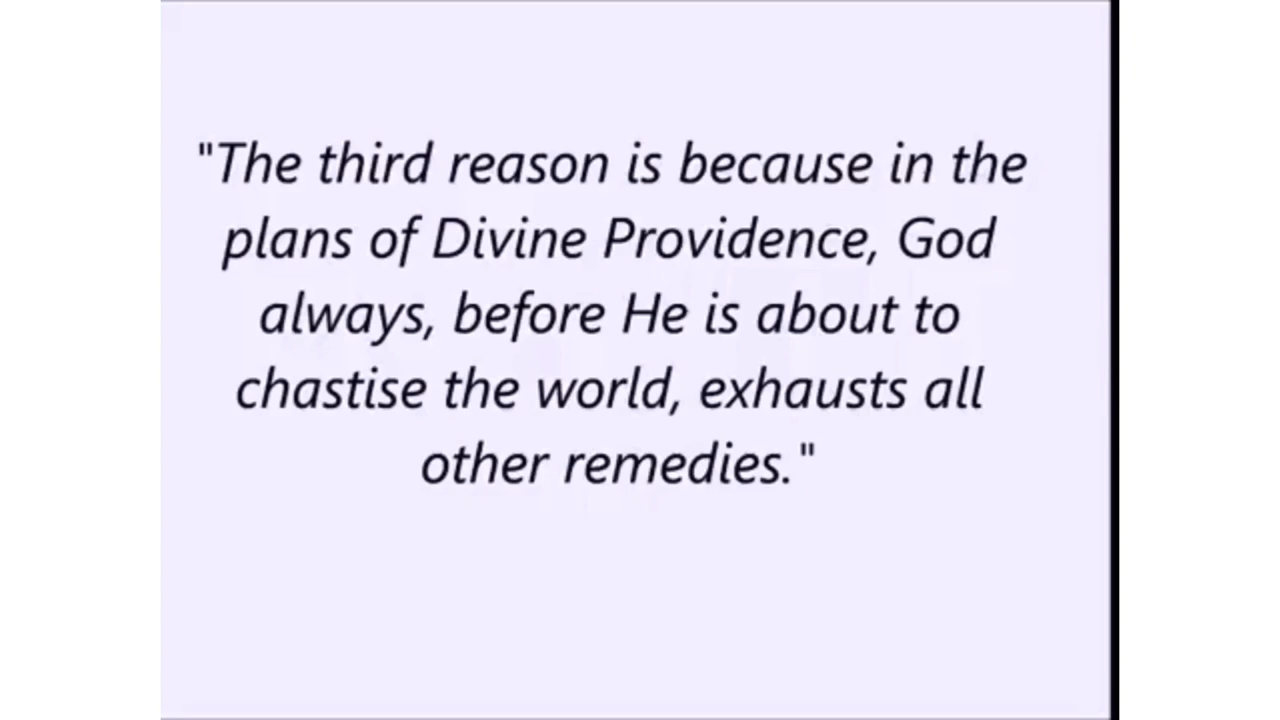 "The third reason is because in the
plans of Divine Providence, God
always, before He is about to
chastise the world, exhausts all
other remedies."